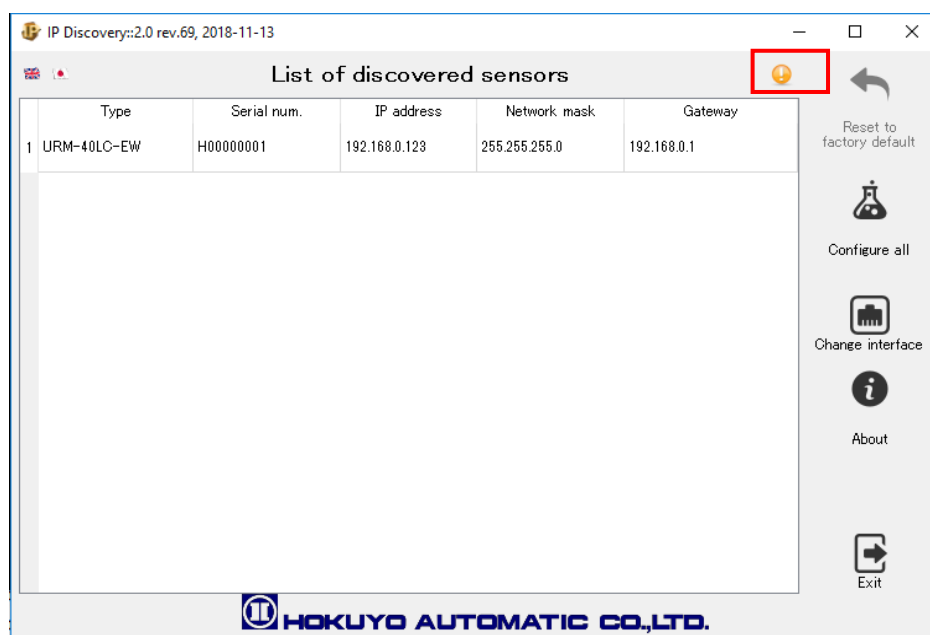 IP Discovery::2.0 rev.69, 2018-11-13
List of discovered sensors
Type Serial num. IP address Network mask Gateway
1 URM-40LC-EW H00000001 192.168.0.123 255.255.255.0 192.168.0.1
Reset to
factory default
Configure all
Change interface
About
Exit
HOKUYO AUTOMATIC CO.,LTD.